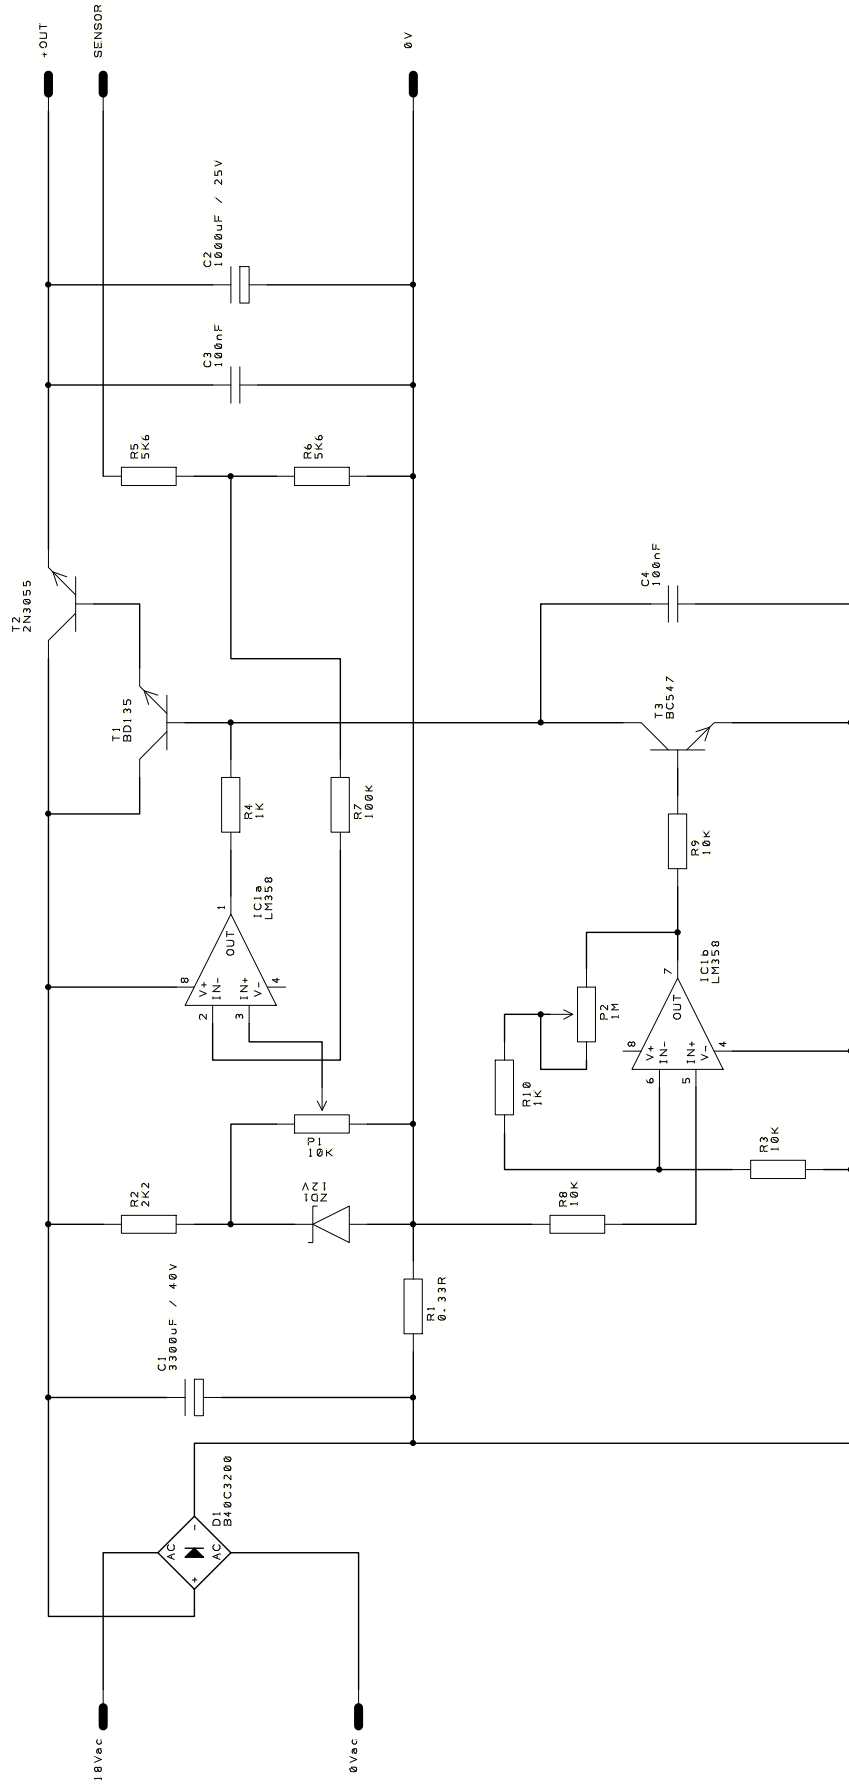 +OUT
SENSOR
0V
C2
1000uF / 25V
C3
100nF
R5
5K6
R6
5K6
T2
2N3055
C4
100nF
T1
BD135
T3
BC547
R4
1K
R7
100K
R9
10K
IC1a
LM358
1
OUT
8
V+
IN-
IN+
V-
4
2
3
IC1b
LM358
7
OUT
8
V+
IN-
IN+
V-
4
6
5
P2
1M
R10
1K
P1
10K
R3
10K
R2
2K2
ZD1
12V
R8
10K
R1
0.33R
C1
3300uF / 40V
D1
B40C3200
AC
AC
-
+
18Vac
0Vac